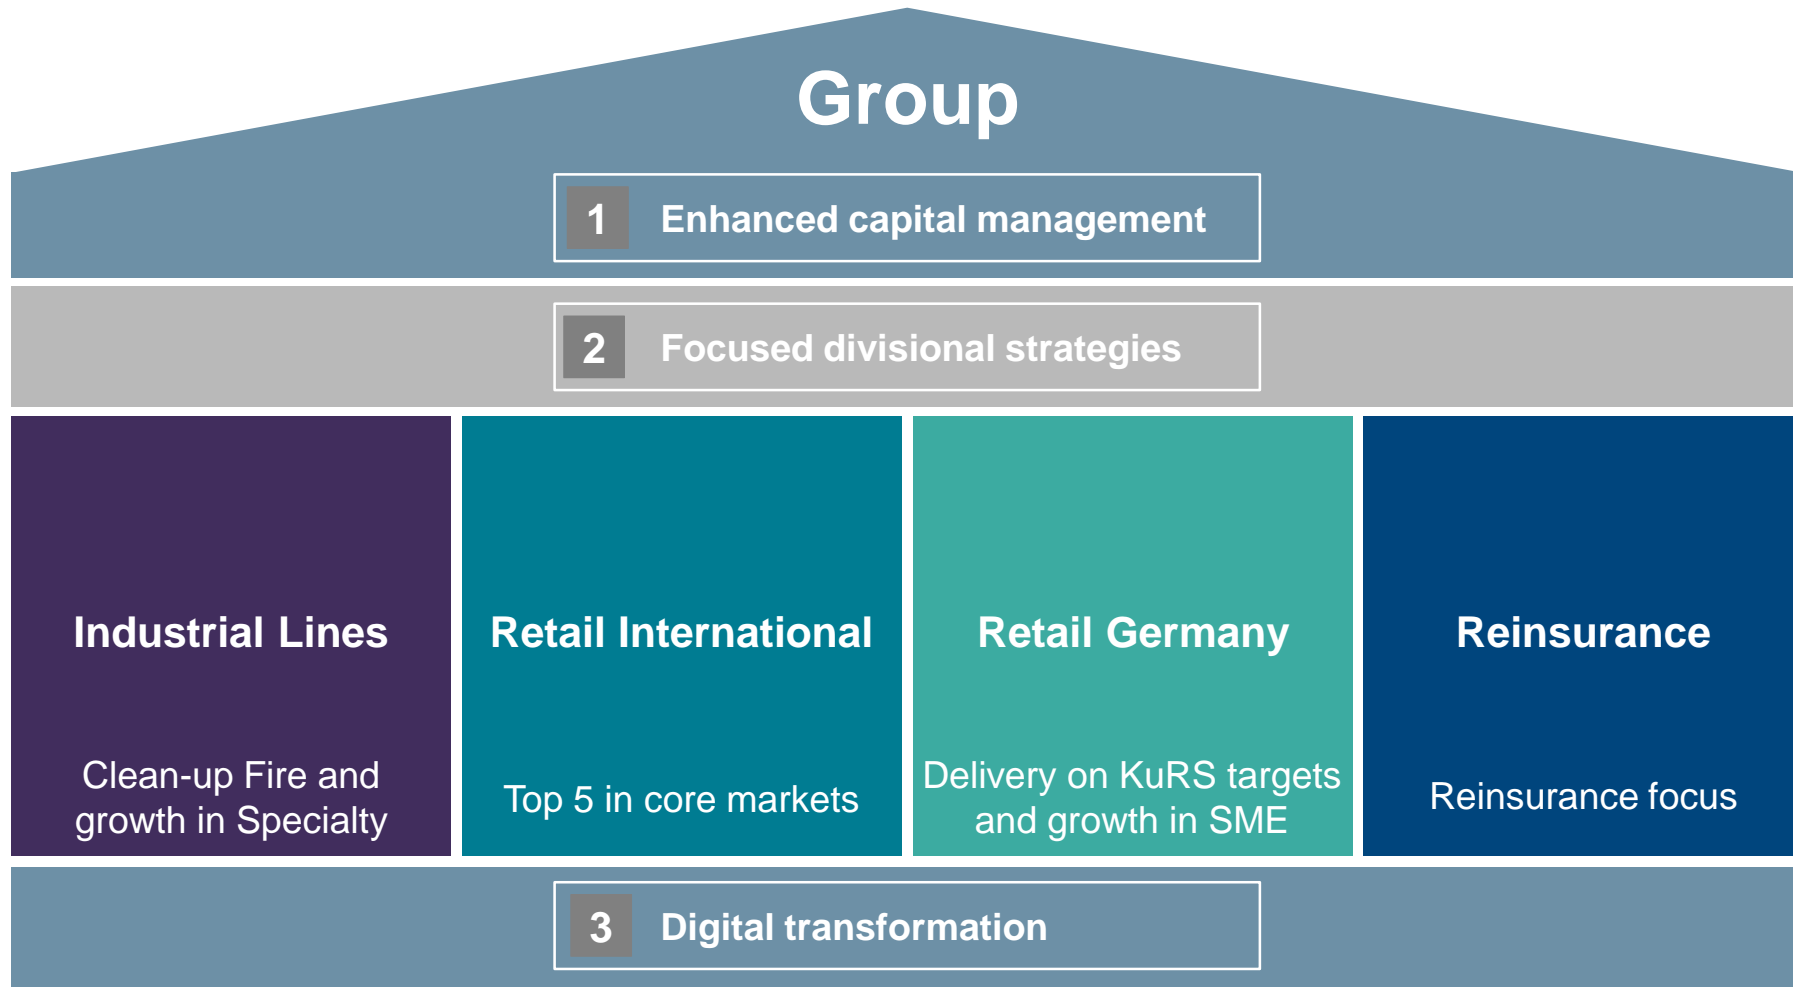 Group
1 Enhanced capital management
2 Focused divisional strategies
Industrial Lines
Clean-up Fire and
growth in Specialty
Retail International
Top 5 in core markets
Retail Germany
Delivery on KuRS targets
and growth in SME
Reinsurance
Reinsurance focus
3 Digital transformation